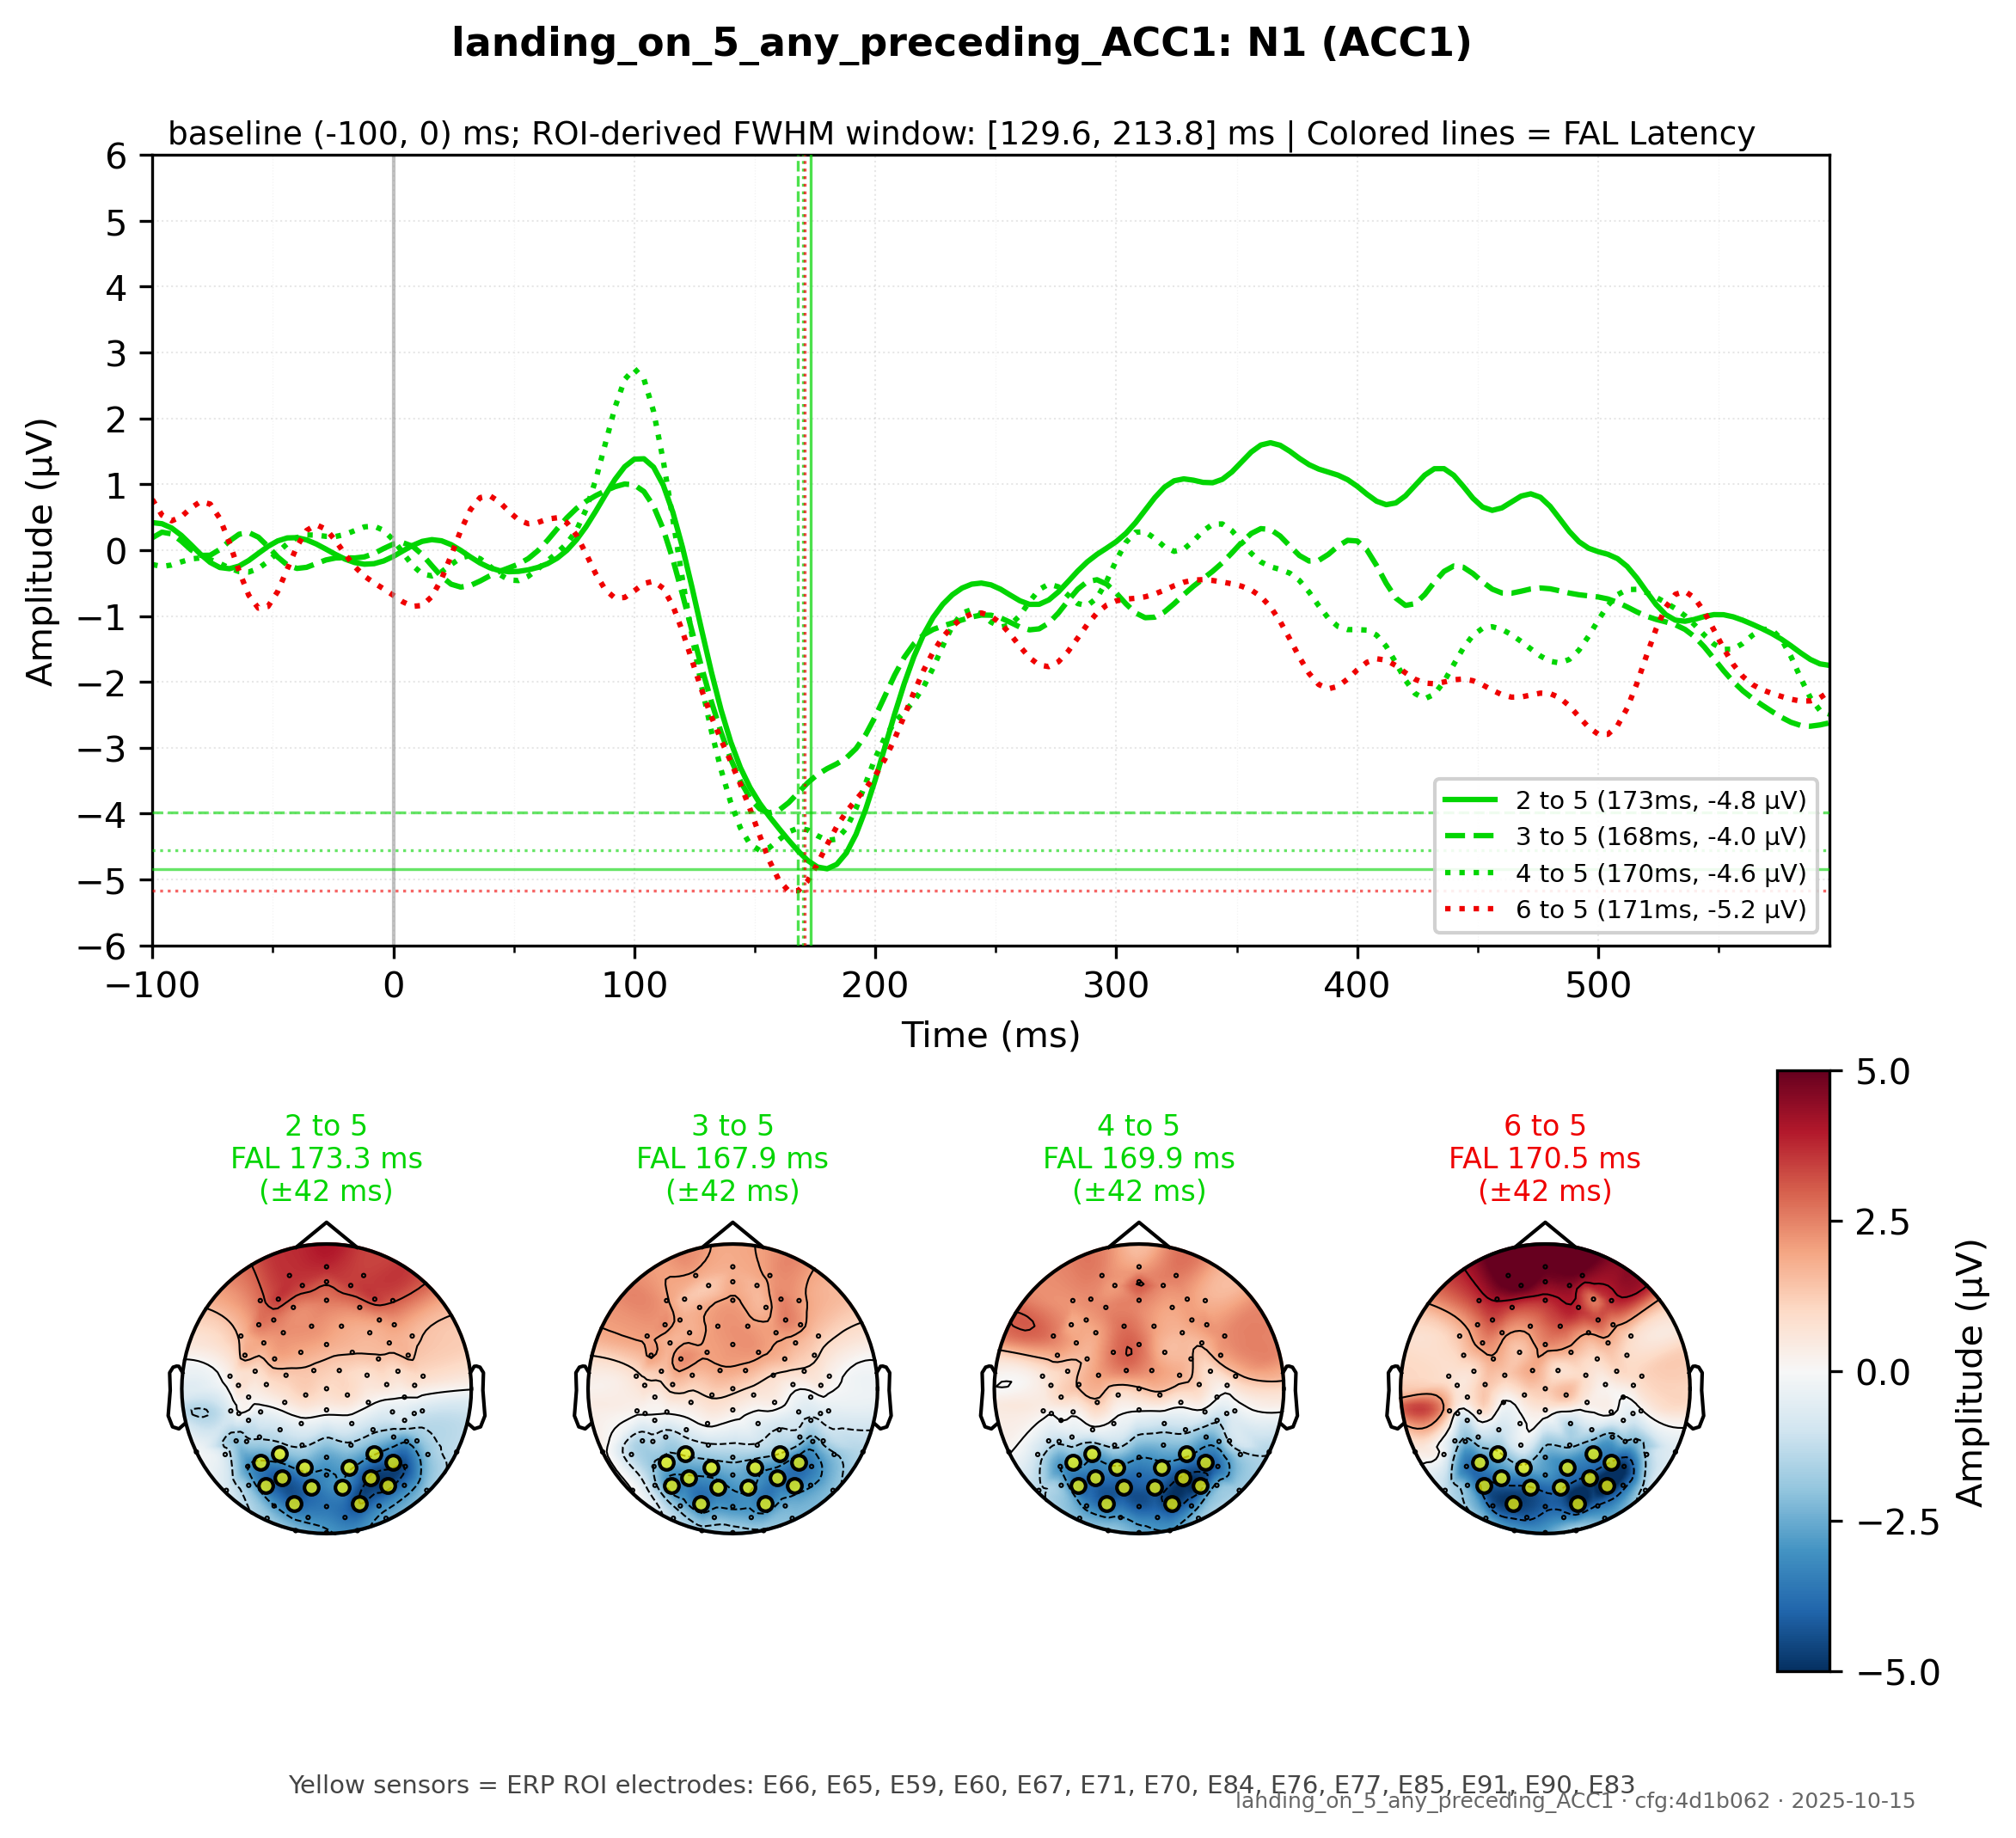 landing_on_5_any_preceding_ACC1: N1 (ACC1)
baseline (-100, 0) ms; ROI-derived FWHM window: [129.6, 213.8] ms | Colored lines = FAL Latency
6
5
4
3
2
1
0
−1
−2
−3
−4
−5
−6
Amplitude (µV)
2 to 5 (173ms, -4.8 µV)
3 to 5 (168ms, -4.0 µV)
4 to 5 (170ms, -4.6 µV)
6 to 5 (171ms, -5.2 µV)
−100
0
100
200
300
400
500
Time (ms)
2 to 5
FAL 173.3 ms
(±42 ms)
3 to 5
FAL 167.9 ms
(±42 ms)
4 to 5
FAL 169.9 ms
(±42 ms)
6 to 5
FAL 170.5 ms
(±42 ms)
5.0
2.5
0.0
−2.5
−5.0
Amplitude (µV)
Yellow sensors = ERP ROI electrodes: E66, E65, E59, E60, E67, E71, E70, E84, E76, E77, E85, E91, E90, E83
landing_on_5_any_preceding_ACC1 · cfg:4d1b062 · 2025-10-15